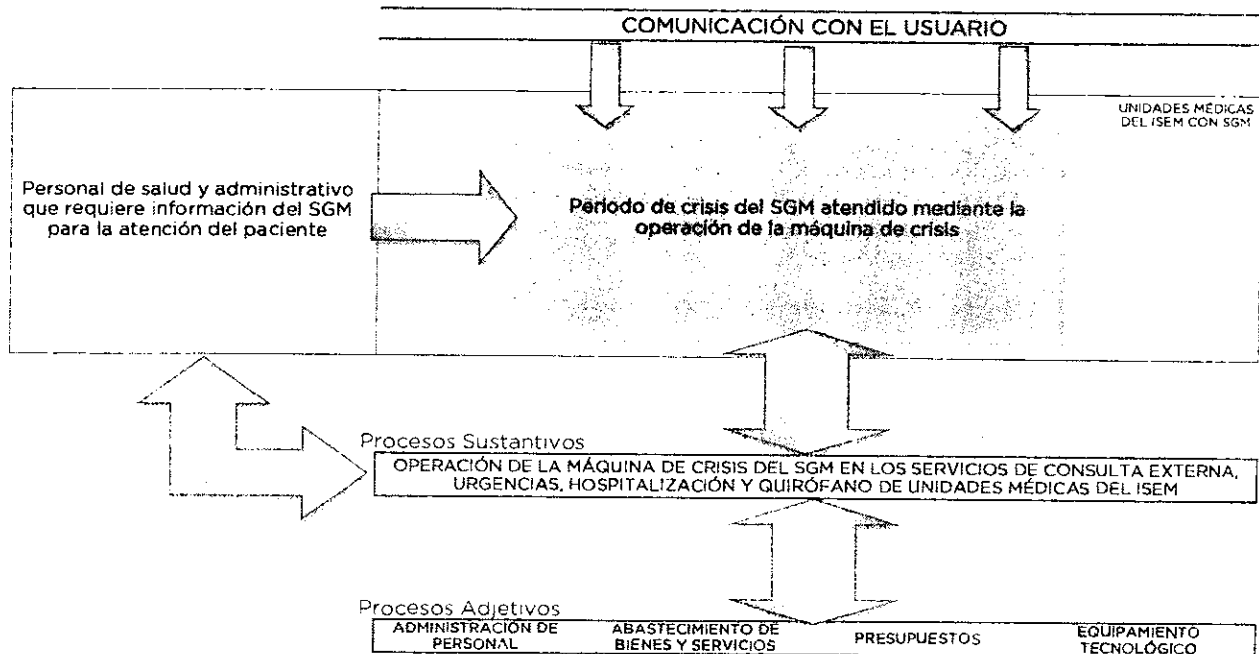 COMUNICACIÓN CON EL USUARIO
UNIDADES MÉDICAS
DEL ISEM CON SGM
Personal de salud y administrativo
que requiere información del SGM
para la atención del paciente
Periodo de crisis del SGM atendido mediante la
operación de la máquina de crisis
Procesos Sustantivos
OPERACIÓN DE LA MÁQUINA DE CRISIS DEL SGM EN LOS SERVICIOS DE CONSULTA EXTERNA,
URGENCIAS, HOSPITALIZACIÓN Y QUIRÓFANO DE UNIDADES MÉDICAS DEL ISEM
Procesos Adjetivos
ADMINISTRACIÓN DE
PERSONAL
ABASTECIMIENTO DE
BIENES Y SERVICIOS
PRESUPUESTOS
EQUIPAMIENTO
TECNOLÓGICO